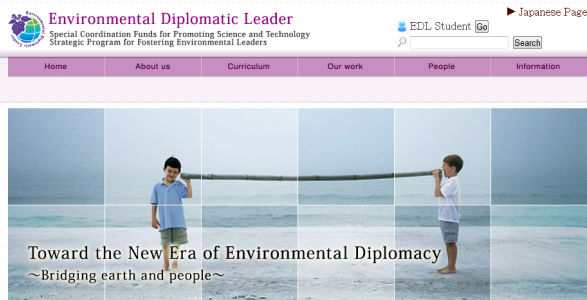 Environmental Diplomatic Leader
Special Coordination Funds for Promoting Science and Technology
Strategic Program for Fostering Environmental Leaders
▶ Japanese Page
EDL Student Go
Search
Home About us Curriculum Our work People Information
Toward the New Era of Environmental Diplomacy
〜Bridging earth and people〜